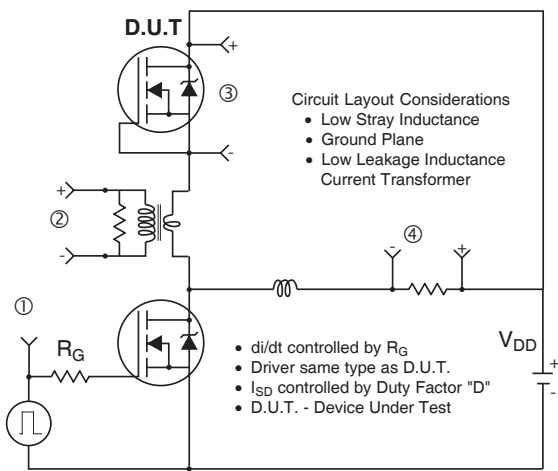 D.U.T
+
③
-
Circuit Layout Considerations
• Low Stray Inductance
• Ground Plane
• Low Leakage Inductance
Current Transformer
+
②
-
④
- +
①
RG
VDD
+
-
• di/dt controlled by RG
• Driver same type as D.U.T.
• ISD controlled by Duty Factor "D"
• D.U.T. - Device Under Test